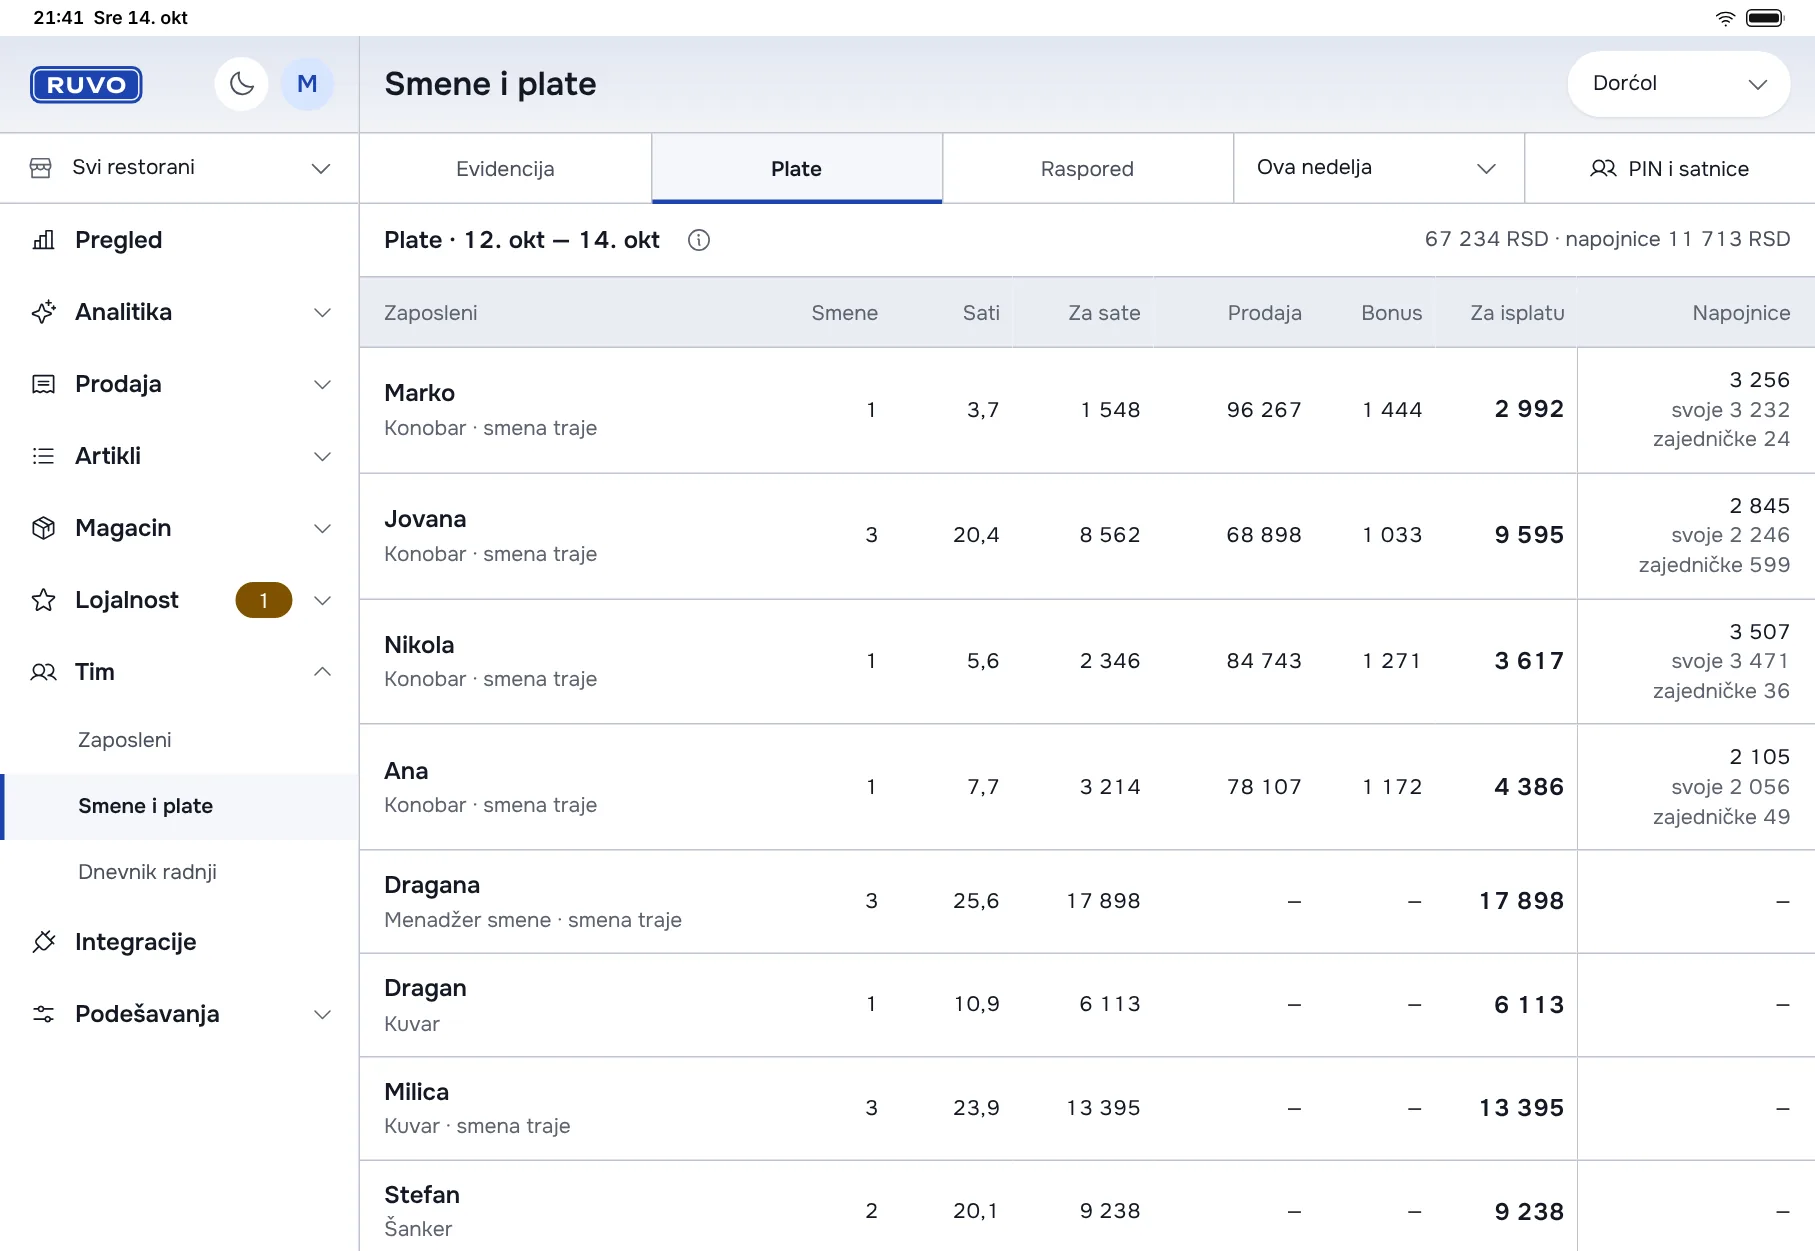 21:41 Sre 14. okt
RUVO
M
Smene i plate
Dorćol
Svi restorani
Evidencija
Plate
Raspored
Ova nedelja
PIN i satnice
Pregled
Analitika
Prodaja
Artikli
Magacin
Lojalnost 1
Tim
Zaposleni
Smene i plate
Dnevnik radnji
Integracije
Podešavanja
Plate · 12. okt — 14. okt
67 234 RSD · napojnice 11 713 RSD
Zaposleni Smene Sati Za sate Prodaja Bonus Za isplatu Napojnice
Marko
Konobar · smena traje
1 3,7 1 548 96 267 1 444 2 992
3 256
svoje 3 232
zajedničke 24
Jovana
Konobar · smena traje
3 20,4 8 562 68 898 1 033 9 595
2 845
svoje 2 246
zajedničke 599
Nikola
Konobar · smena traje
1 5,6 2 346 84 743 1 271 3 617
3 507
svoje 3 471
zajedničke 36
Ana
Konobar · smena traje
1 7,7 3 214 78 107 1 172 4 386
2 105
svoje 2 056
zajedničke 49
Dragana
Menadžer smene · smena traje
3 25,6 17 898 — — 17 898 —
Dragan
Kuvar
1 10,9 6 113 — — 6 113 —
Milica
Kuvar · smena traje
3 23,9 13 395 — — 13 395 —
Stefan
Šanker
2 20,1 9 238 — — 9 238 —